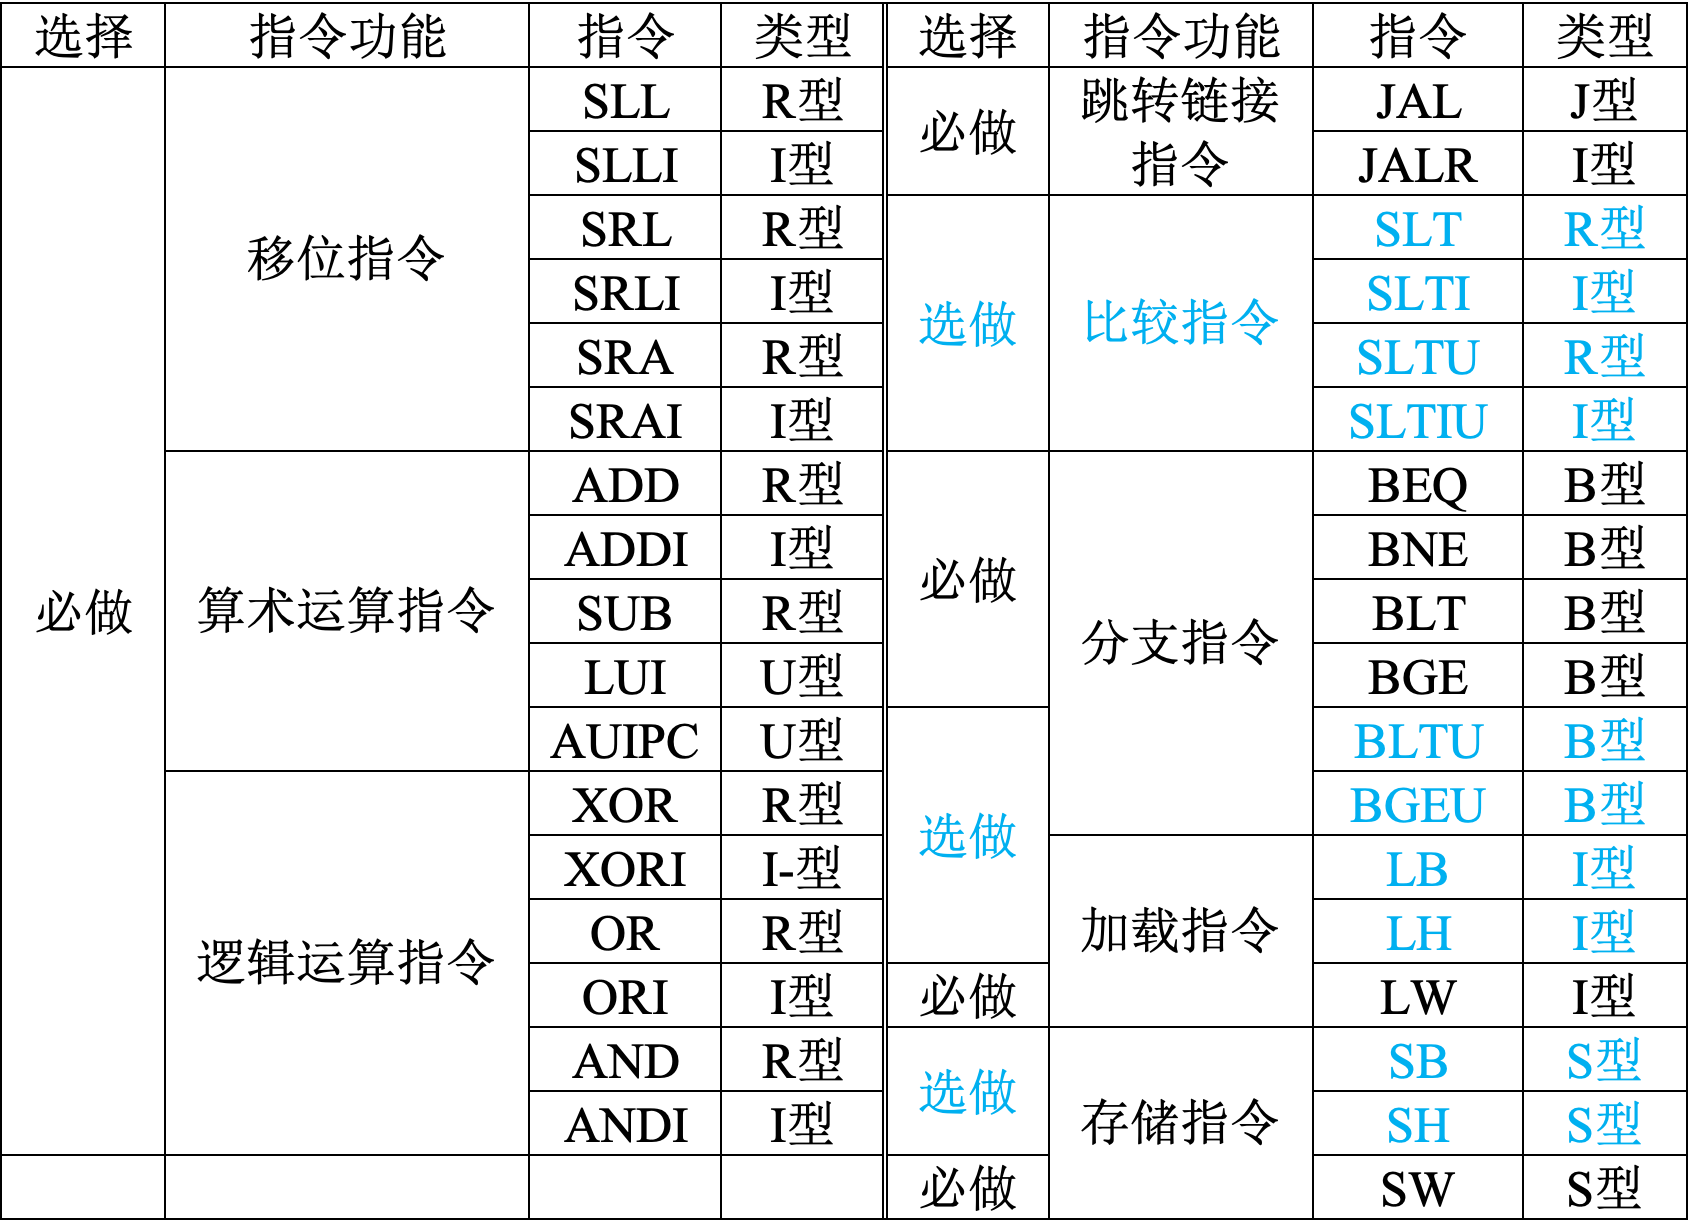 选择 指令功能 指令 类型 选择 指令功能 指令 类型
必做 移位指令 SLL R型 必做 跳转链接指令 JAL J型
SLLI I型 JALR I型
SRL R型 选做 比较指令 SLT R型
SRLI I型 SLTI I型
SRA R型 SLTU R型
SRAI I型 SLTIU I型
算术运算指令 ADD R型 必做 分支指令 BEQ B型
ADDI I型 BNE B型
SUB R型 BLT B型
LUI U型 BGE B型
AUIPC U型 选做 BLTU B型
逻辑运算指令 XOR R型 BGEU B型
XORI I-型 加载指令 LB I型
OR R型 LH I型
ORI I型 必做 LW I型
AND R型 选做 存储指令 SB S型
ANDI I型 SH S型
必做 SW S型